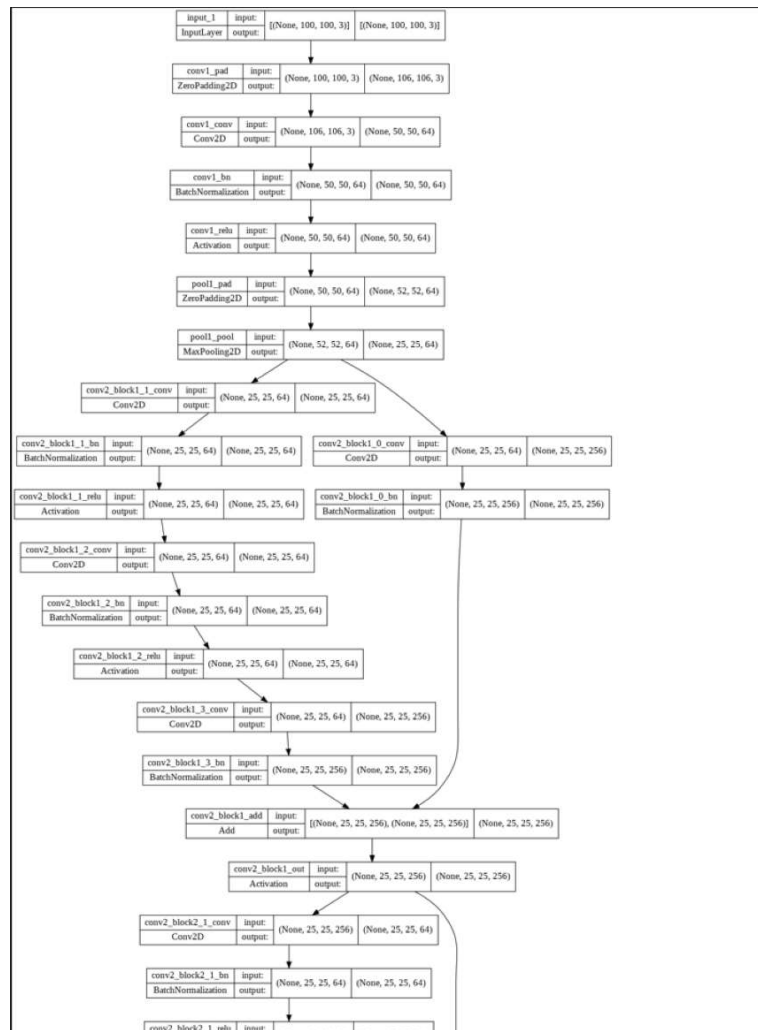 input_1 input: [(None, 100, 100, 3)] [(None, 100, 100, 3)]
InputLayer output:
conv1_pad input: (None, 100, 100, 3) (None, 106, 106, 3)
ZeroPadding2D output:
conv1_conv input: (None, 106, 106, 3) (None, 50, 50, 64)
Conv2D output:
conv1_bn input: (None, 50, 50, 64) (None, 50, 50, 64)
BatchNormalization output:
conv1_relu input: (None, 50, 50, 64) (None, 50, 50, 64)
Activation output:
pool1_pad input: (None, 50, 50, 64) (None, 52, 52, 64)
ZeroPadding2D output:
pool1_pool input: (None, 52, 52, 64) (None, 25, 25, 64)
MaxPooling2D output:
conv2_block1_1_conv input: (None, 25, 25, 64) (None, 25, 25, 64)
Conv2D output:
conv2_block1_1_bn input: (None, 25, 25, 64) (None, 25, 25, 64)
BatchNormalization output:
conv2_block1_0_conv input: (None, 25, 25, 64) (None, 25, 25, 256)
Conv2D output:
conv2_block1_1_relu input: (None, 25, 25, 64) (None, 25, 25, 64)
Activation output:
conv2_block1_0_bn input: (None, 25, 25, 256) (None, 25, 25, 256)
BatchNormalization output:
conv2_block1_2_conv input: (None, 25, 25, 64) (None, 25, 25, 64)
Conv2D output:
conv2_block1_2_bn input: (None, 25, 25, 64) (None, 25, 25, 64)
BatchNormalization output:
conv2_block1_2_relu input: (None, 25, 25, 64) (None, 25, 25, 64)
Activation output:
conv2_block1_3_conv input: (None, 25, 25, 64) (None, 25, 25, 256)
Conv2D output:
conv2_block1_3_bn input: (None, 25, 25, 256) (None, 25, 25, 256)
BatchNormalization output:
conv2_block1_add input: [(None, 25, 25, 256), (None, 25, 25, 256)] (None, 25, 25, 256)
Add output:
conv2_block1_out input: (None, 25, 25, 256) (None, 25, 25, 256)
Activation output:
conv2_block2_1_conv input: (None, 25, 25, 256) (None, 25, 25, 64)
Conv2D output:
conv2_block2_1_bn input: (None, 25, 25, 64) (None, 25, 25, 64)
BatchNormalization output:
conv2_block2_1_relu input: